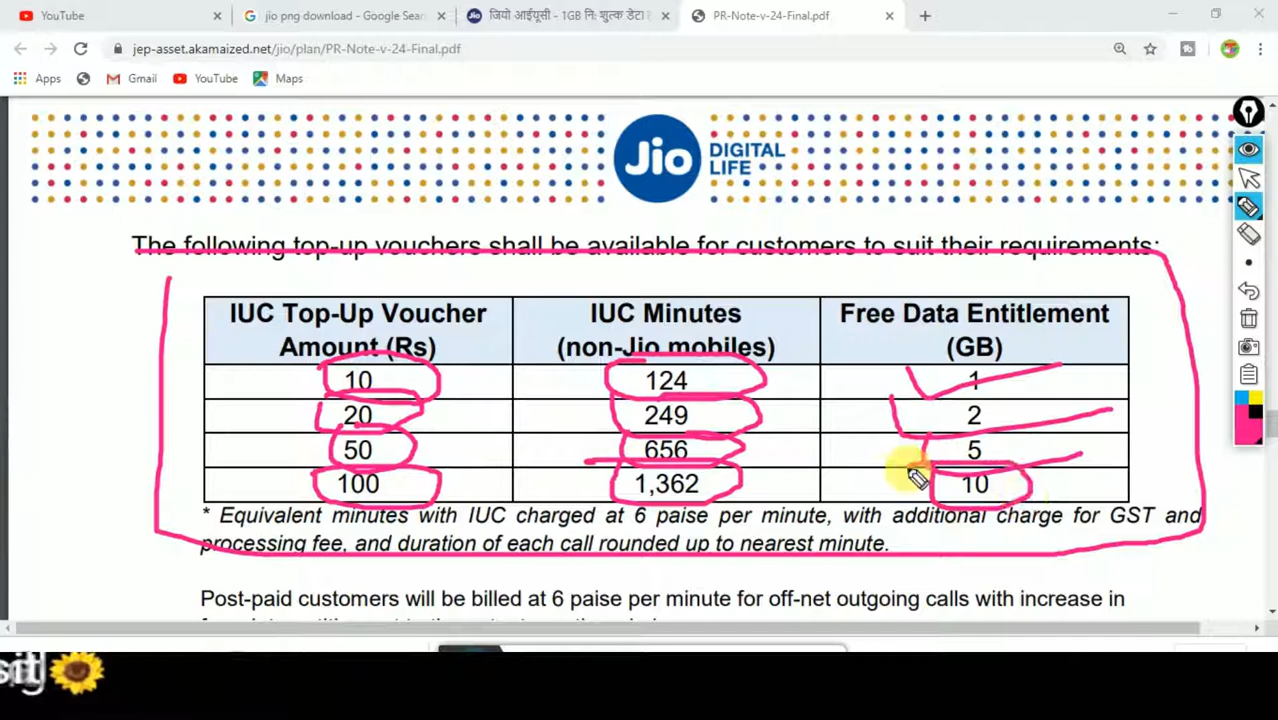 YouTube
jio png download - Google Sear
जियो आईयूसी - 1GB नि: शुल्क डेटा
PR-Note-v-24-Final.pdf
jep-asset.akamaized.net/jio/plan/PR-Note-v-24-Final.pdf
Apps
Gmail
YouTube
Maps
Jio DIGITAL
LIFE
The following top-up vouchers shall be available for customers to suit their requirements:
IUC Top-Up Voucher Amount (Rs) IUC Minutes (non-Jio mobiles) Free Data Entitlement (GB)
10 124 1
20 249 2
50 656 5
100 1,362 10
* Equivalent minutes with IUC charged at 6 paise per minute, with additional charge for GST and
processing fee, and duration of each call rounded up to nearest minute.
Post-paid customers will be billed at 6 paise per minute for off-net outgoing calls with increase in